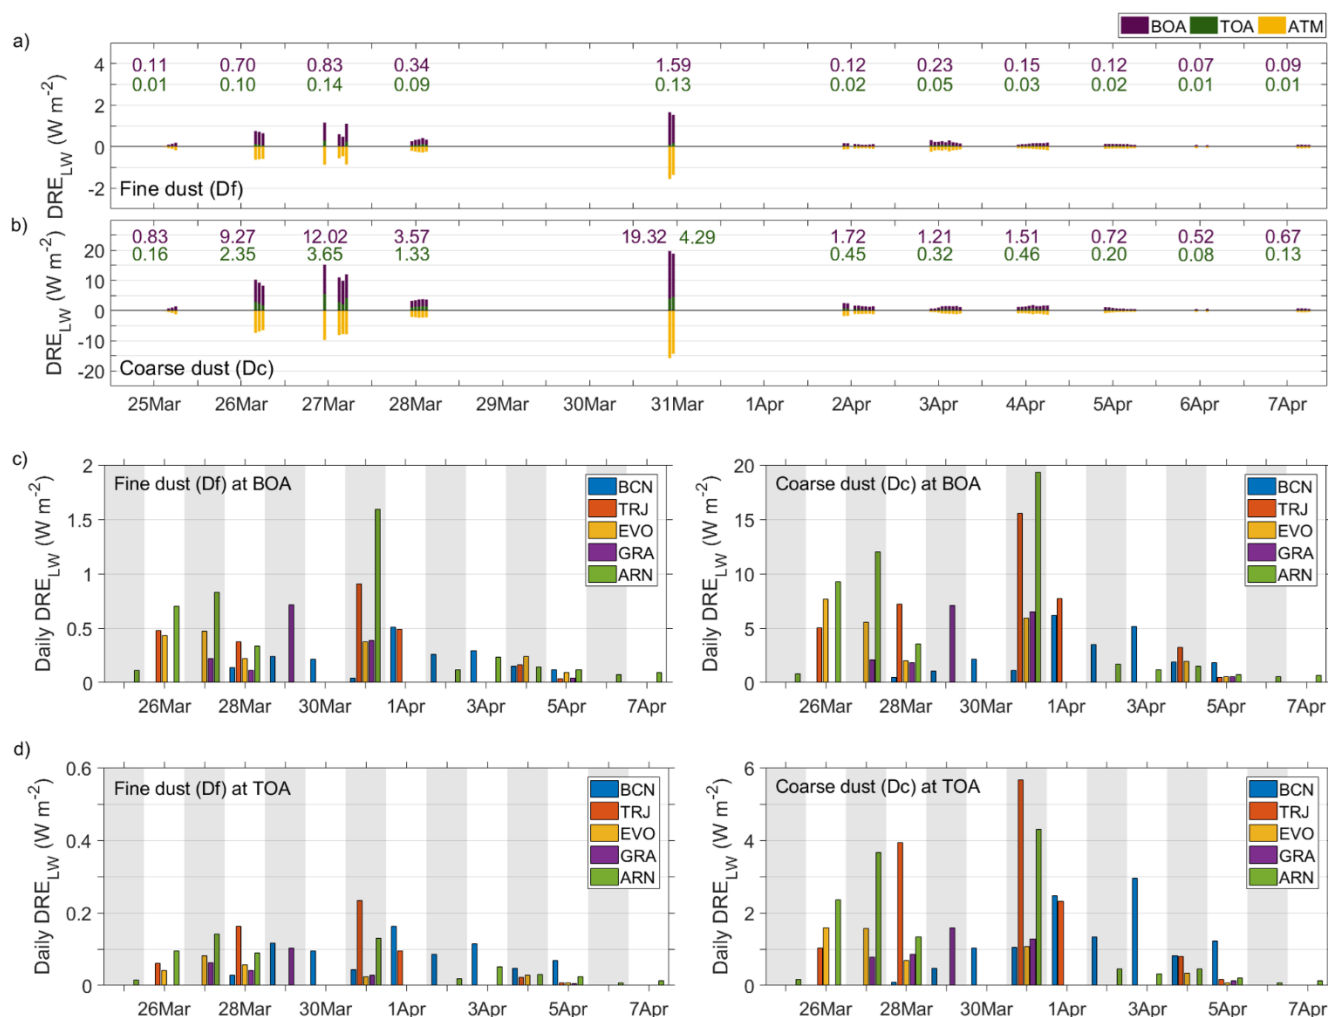 BOA TOA ATM
a)
DRE_LW (W m⁻²)
4
2
0
-2
0.11 0.70 0.83 0.34 1.59 0.12 0.23 0.15 0.12 0.07 0.09
0.01 0.10 0.14 0.09 0.13 0.02 0.05 0.03 0.02 0.01 0.01
Fine dust (Df)
b)
DRE_LW (W m⁻²)
20
10
0
-10
-20
0.83 9.27 12.02 3.57 19.32 4.29 1.72 1.21 1.51 0.72 0.52 0.67
0.16 2.35 3.65 1.33 0.45 0.32 0.46 0.20 0.08 0.13
Coarse dust (Dc)
25Mar 26Mar 27Mar 28Mar 29Mar 30Mar 31Mar 1Apr 2Apr 3Apr 4Apr 5Apr 6Apr 7Apr
c)
Daily DRE_LW (W m⁻²)
2
1.5
1
0.5
0
Fine dust (Df) at BOA
BCN
TRJ
EVO
GRA
ARN
26Mar 28Mar 30Mar 1Apr 3Apr 5Apr 7Apr
Daily DRE_LW (W m⁻²)
20
15
10
5
0
Coarse dust (Dc) at BOA
BCN
TRJ
EVO
GRA
ARN
26Mar 28Mar 30Mar 1Apr 3Apr 5Apr 7Apr
d)
Daily DRE_LW (W m⁻²)
0.6
0.4
0.2
0
Fine dust (Df) at TOA
BCN
TRJ
EVO
GRA
ARN
26Mar 28Mar 30Mar 1Apr 3Apr 5Apr 7Apr
Daily DRE_LW (W m⁻²)
6
4
2
0
Coarse dust (Dc) at TOA
BCN
TRJ
EVO
GRA
ARN
26Mar 28Mar 30Mar 1Apr 3Apr 5Apr 7Apr